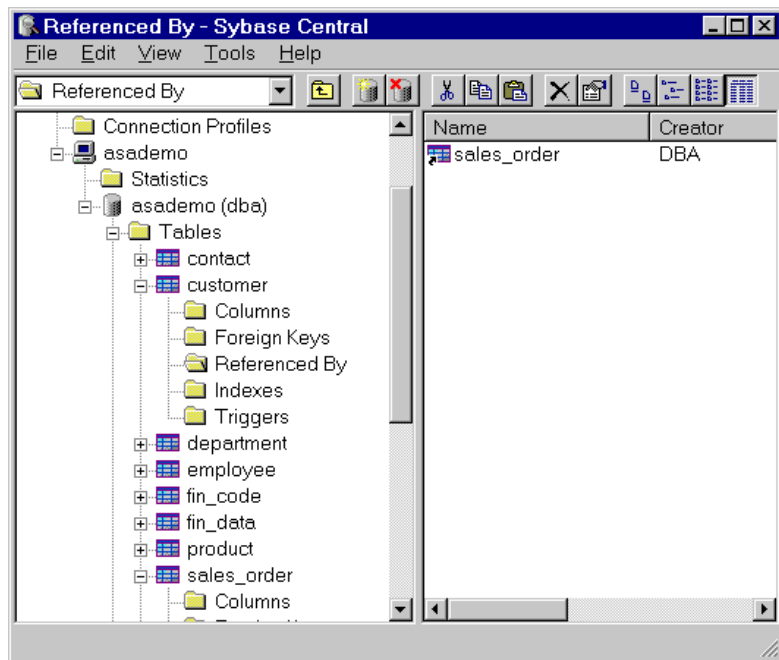 Referenced By - Sybase Central
File Edit View Tools Help
Referenced By
Connection Profiles
asademo
Statistics
asademo (dba)
Tables
contact
customer
Columns
Foreign Keys
Referenced By
Indexes
Triggers
department
employee
fin_code
fin_data
product
sales_order
Columns
Name Creator
sales_order DBA